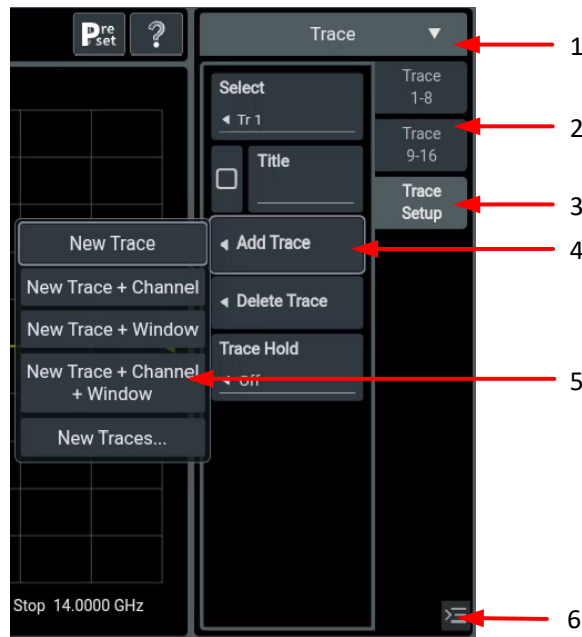 Pre
set
?
Trace
1
Select
Tr 1
Trace
1-8
2
Title
Trace
9-16
Trace
Setup
3
New Trace
Add Trace
4
New Trace + Channel
Delete Trace
New Trace + Window
Trace Hold
Off
New Trace + Channel
+ Window
5
New Traces...
Stop 14.0000 GHz
6